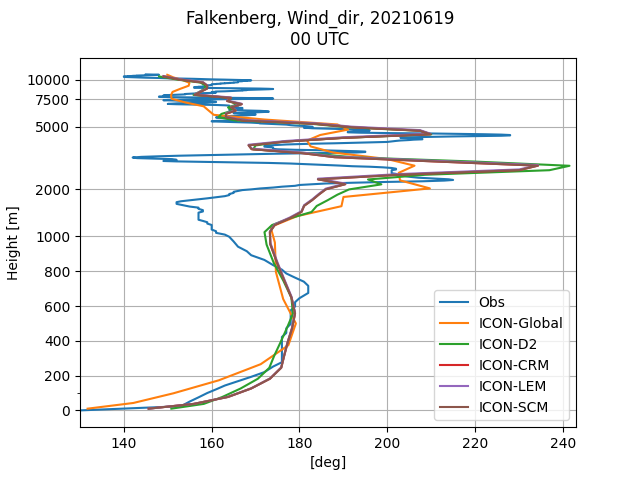 Falkenberg, Wind_dir, 20210619
00 UTC
Height [m]
10000
7500
5000
2000
1000
800
600
400
200
0
140
160
180
200
220
240
[deg]
Obs
ICON-Global
ICON-D2
ICON-CRM
ICON-LEM
ICON-SCM